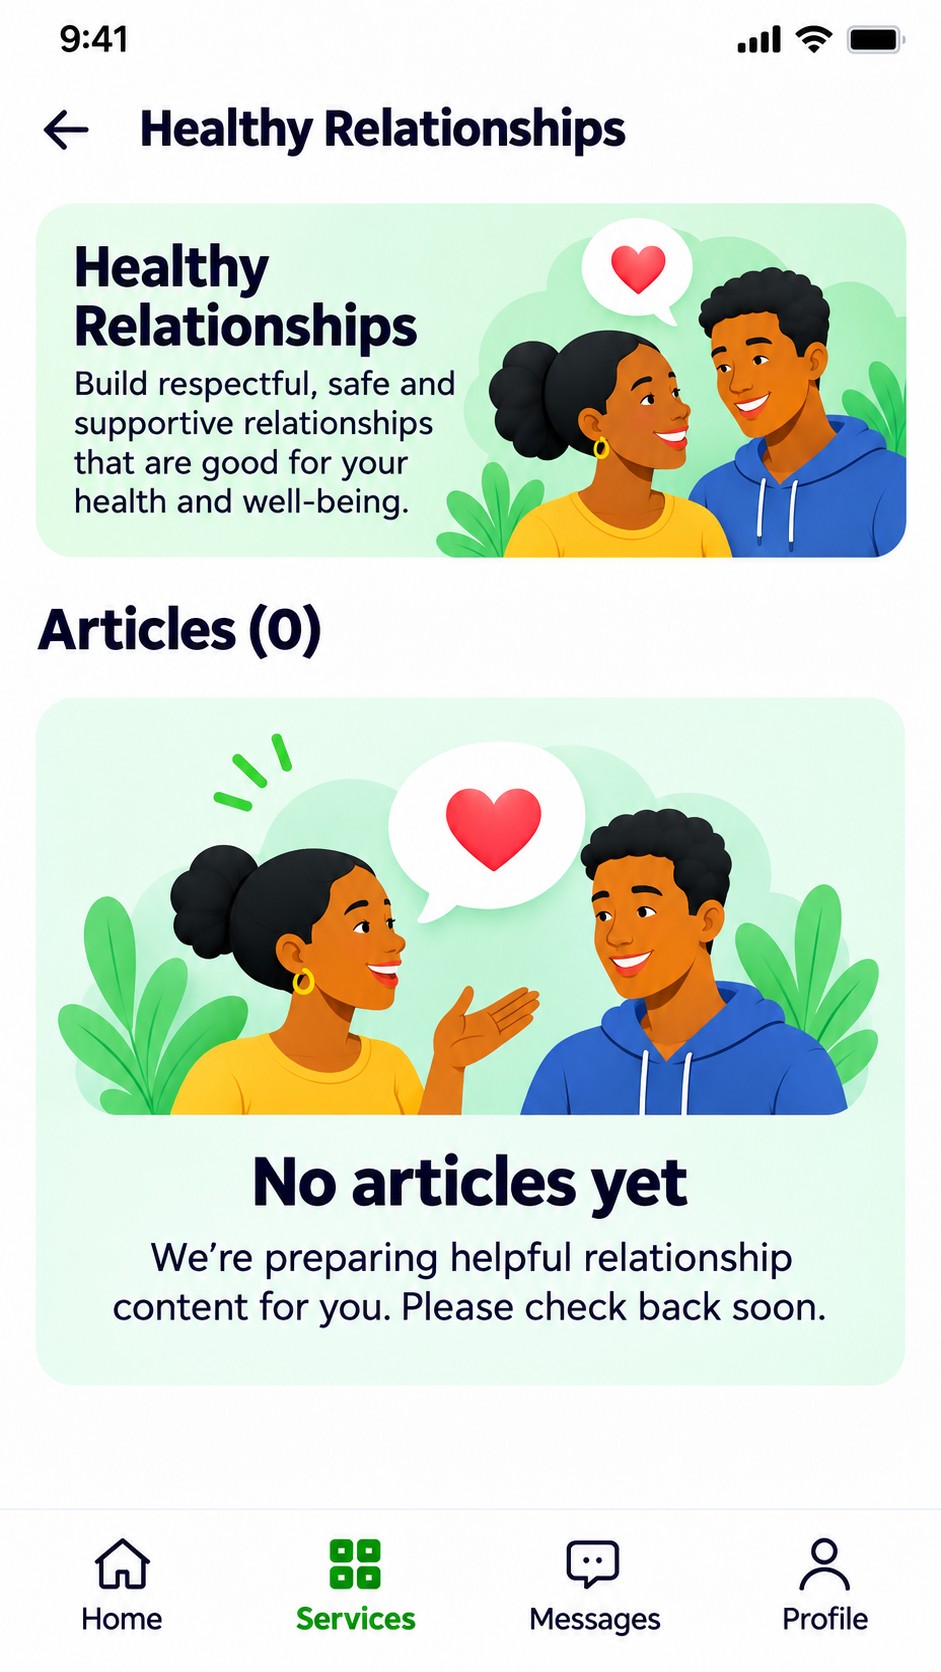 9:41
Healthy Relationships
Healthy
Relationships
Build respectful, safe and
supportive relationships
that are good for your
health and well-being.
Articles (0)
No articles yet
We’re preparing helpful relationship
content for you. Please check back soon.
Home
Services
Messages
Profile